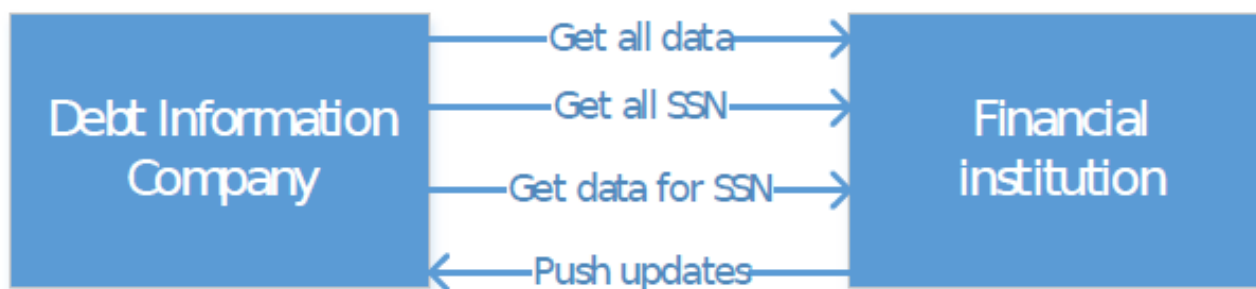 Debt Information
Company
Get all data
Get all SSN
Get data for SSN
Push updates
Financial
institution